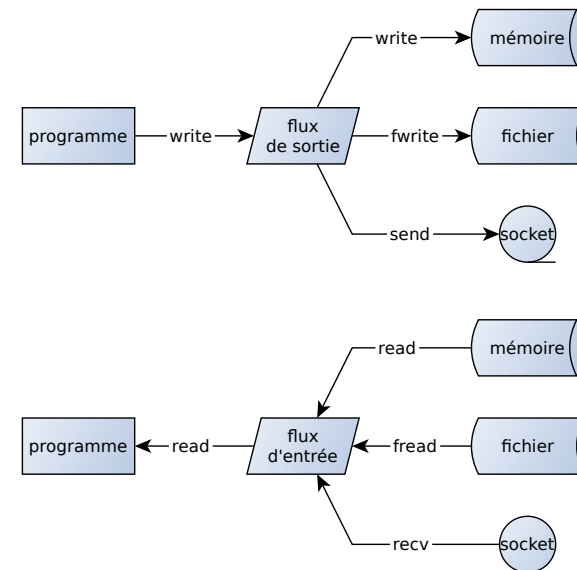 write
mémoire
programme
write
flux
de sortie
fwrite
fichier
send
socket
read
mémoire
programme
read
flux
d'entrée
fread
fichier
recv
socket